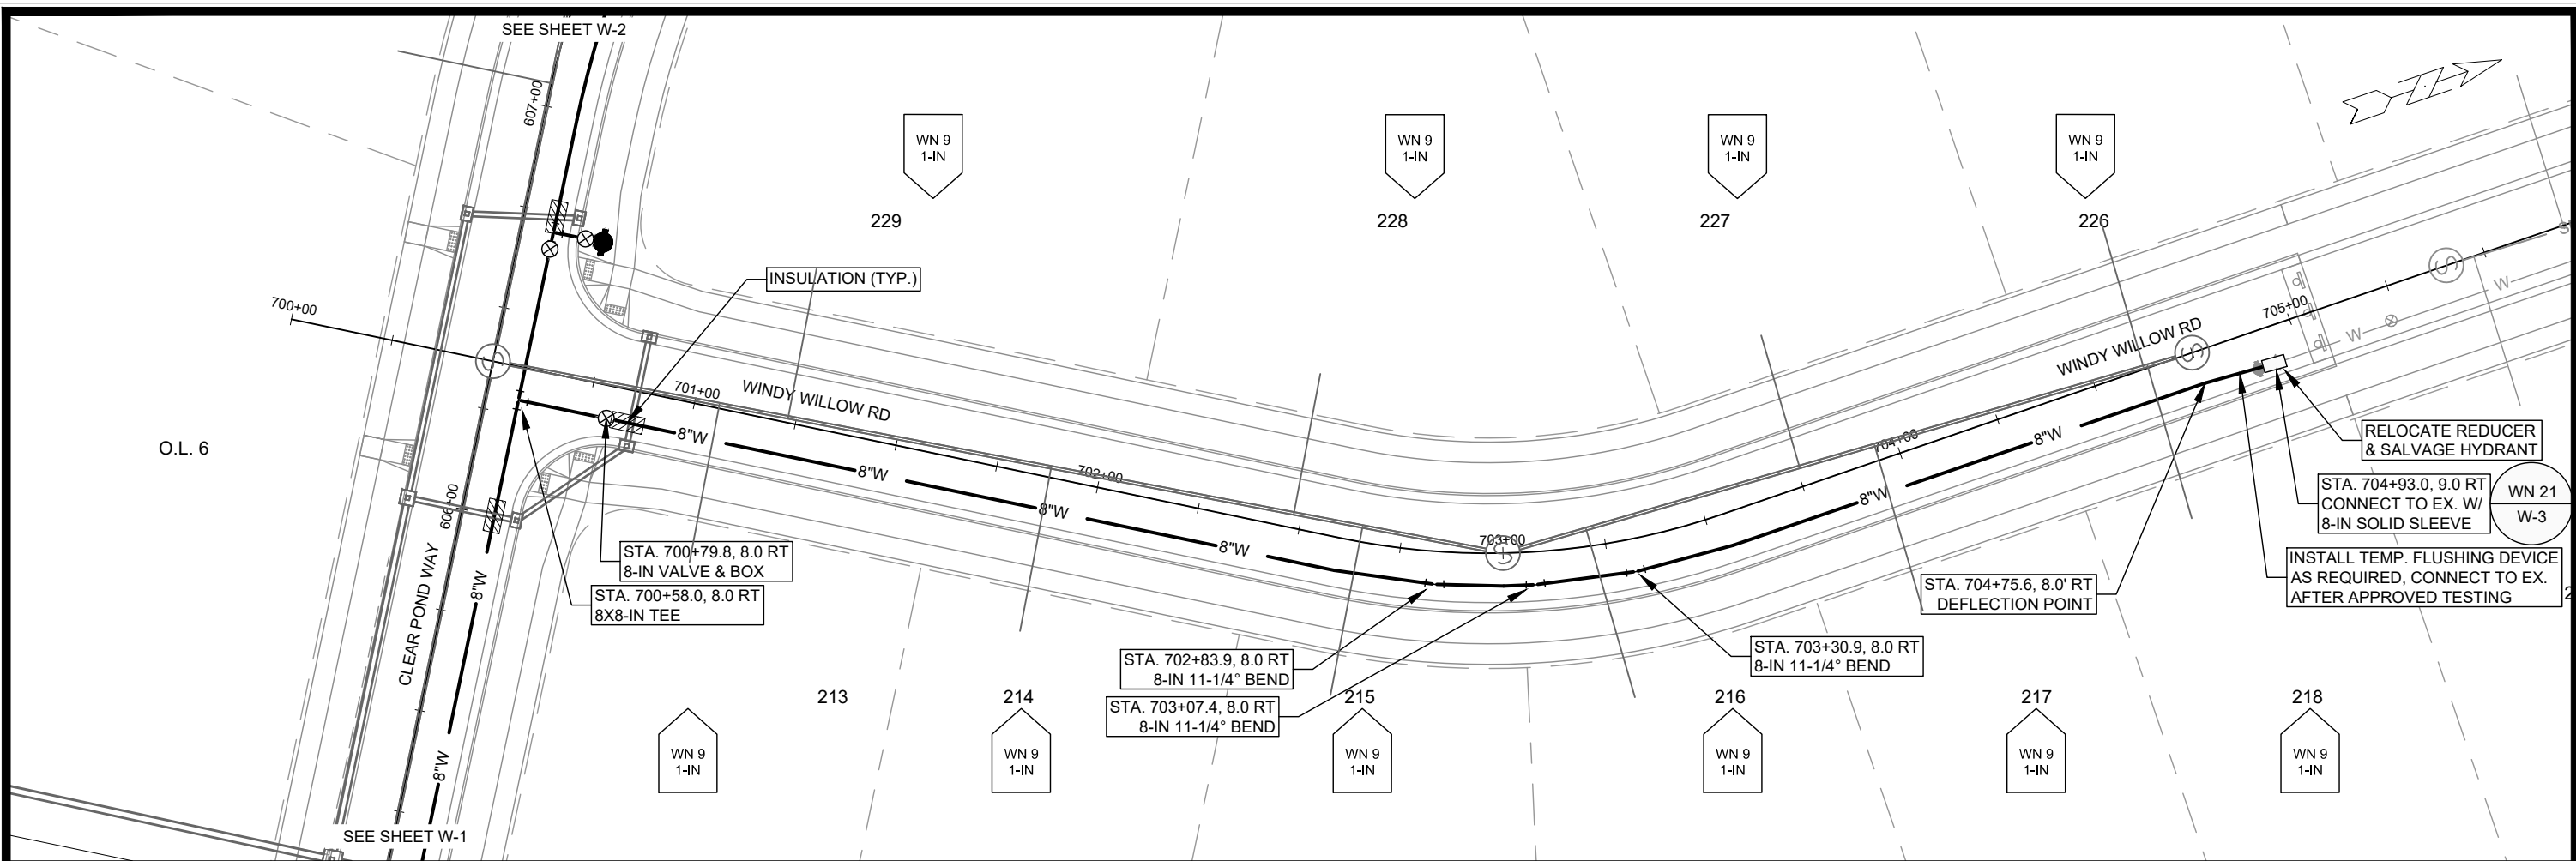 SEE SHEET W-2
607+00
WN 9
1-IN
WN 9
1-IN
WN 9
1-IN
WN 9
1-IN
229
228
227
226
INSULATION (TYP.)
700+00
701+00
WINDY WILLOW RD
702+00
703+00
704+00
WINDY WILLOW RD
705+00
W
W
S
S
S
S
8"W
8"W
8"W
8"W
8"W
8"W
O.L. 6
606+00
CLEAR POND WAY
8"W
8"W
RELOCATE REDUCER
& SALVAGE HYDRANT
STA. 704+93.0, 9.0 RT
CONNECT TO EX. W/
8-IN SOLID SLEEVE
WN 21
W-3
INSTALL TEMP. FLUSHING DEVICE
AS REQUIRED, CONNECT TO EX.
AFTER APPROVED TESTING
2
STA. 700+79.8, 8.0 RT
8-IN VALVE & BOX
STA. 700+58.0, 8.0 RT
8X8-IN TEE
STA. 704+75.6, 8.0' RT
DEFLECTION POINT
STA. 703+30.9, 8.0 RT
8-IN 11-1/4° BEND
STA. 702+83.9, 8.0 RT
8-IN 11-1/4° BEND
STA. 703+07.4, 8.0 RT
8-IN 11-1/4° BEND
213
214
215
216
217
218
WN 9
1-IN
WN 9
1-IN
WN 9
1-IN
WN 9
1-IN
WN 9
1-IN
WN 9
1-IN
SEE SHEET W-1